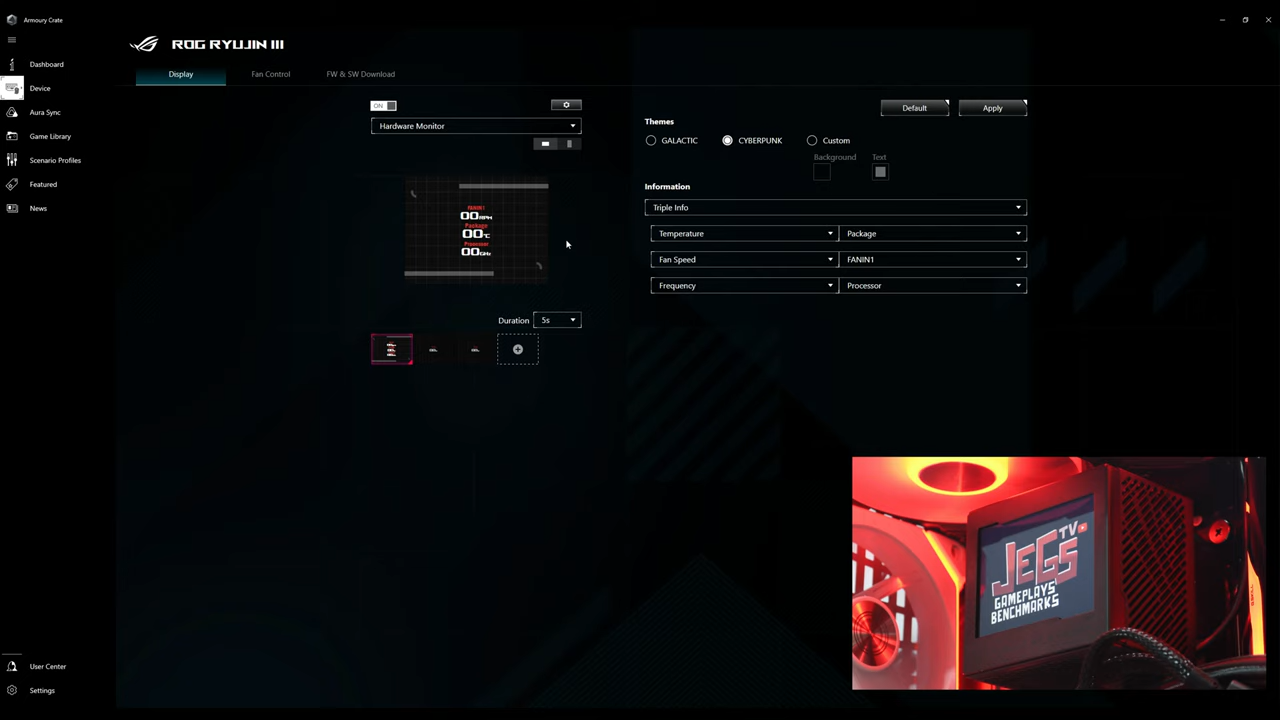 Armoury Crate
ROG RYUJIN III
Dashboard
Device
Aura Sync
Game Library
Scenario Profiles
Featured
News
User Center
Settings
Display
Fan Control
FW & SW Download
ON
Hardware Monitor
FANIN1
00RPM
Package
00°C
Processor
00GHz
Duration
5s
Default
Apply
Themes
GALACTIC
CYBERPUNK
Custom
Background
Text
Information
Triple Info
Temperature
Package
Fan Speed
FANIN1
Frequency
Processor
JEGS TV
GAMEPLAYS
BENCHMARKS